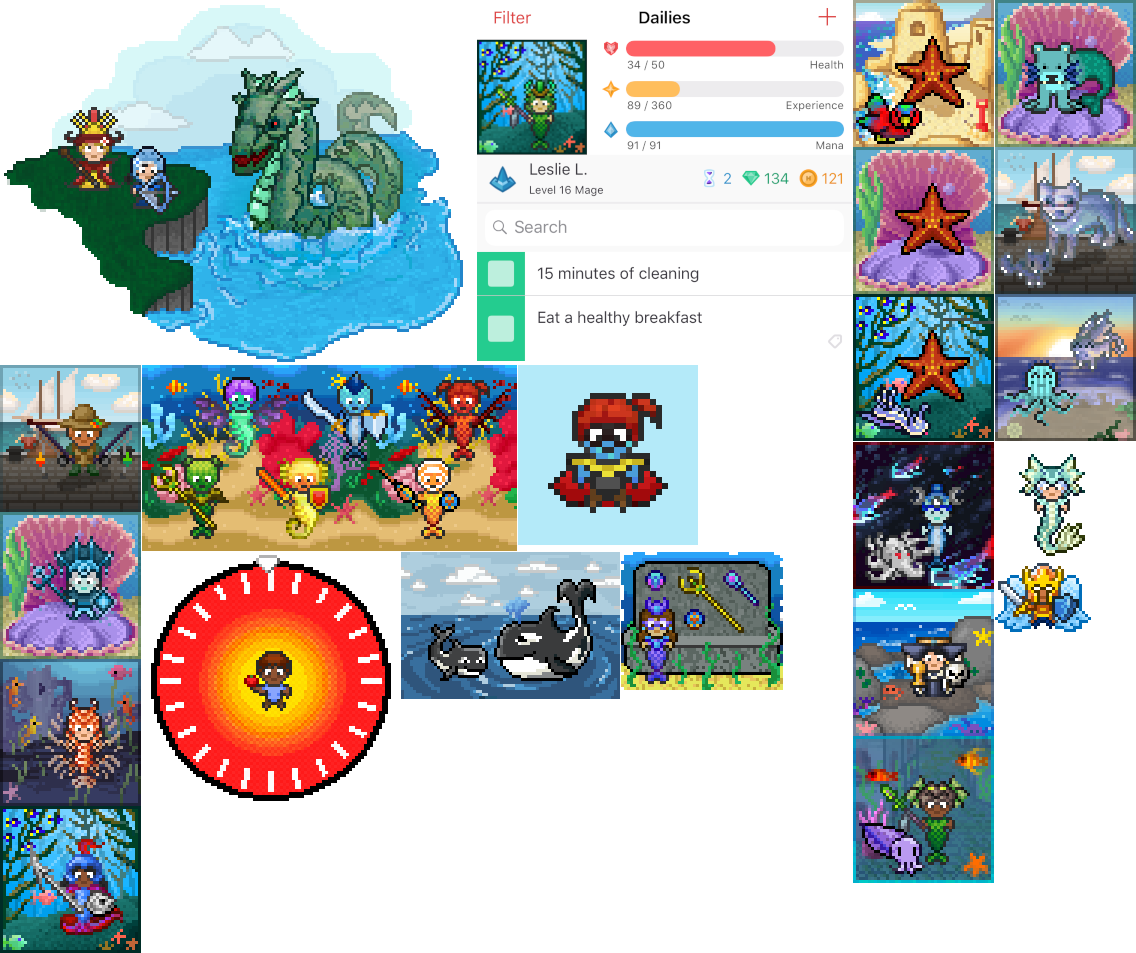 Filter
Dailies
34 / 50
Health
89 / 360
Experience
91 / 91
Mana
Leslie L.
Level 16 Mage
2
134
121
Search
15 minutes of cleaning
Eat a healthy breakfast